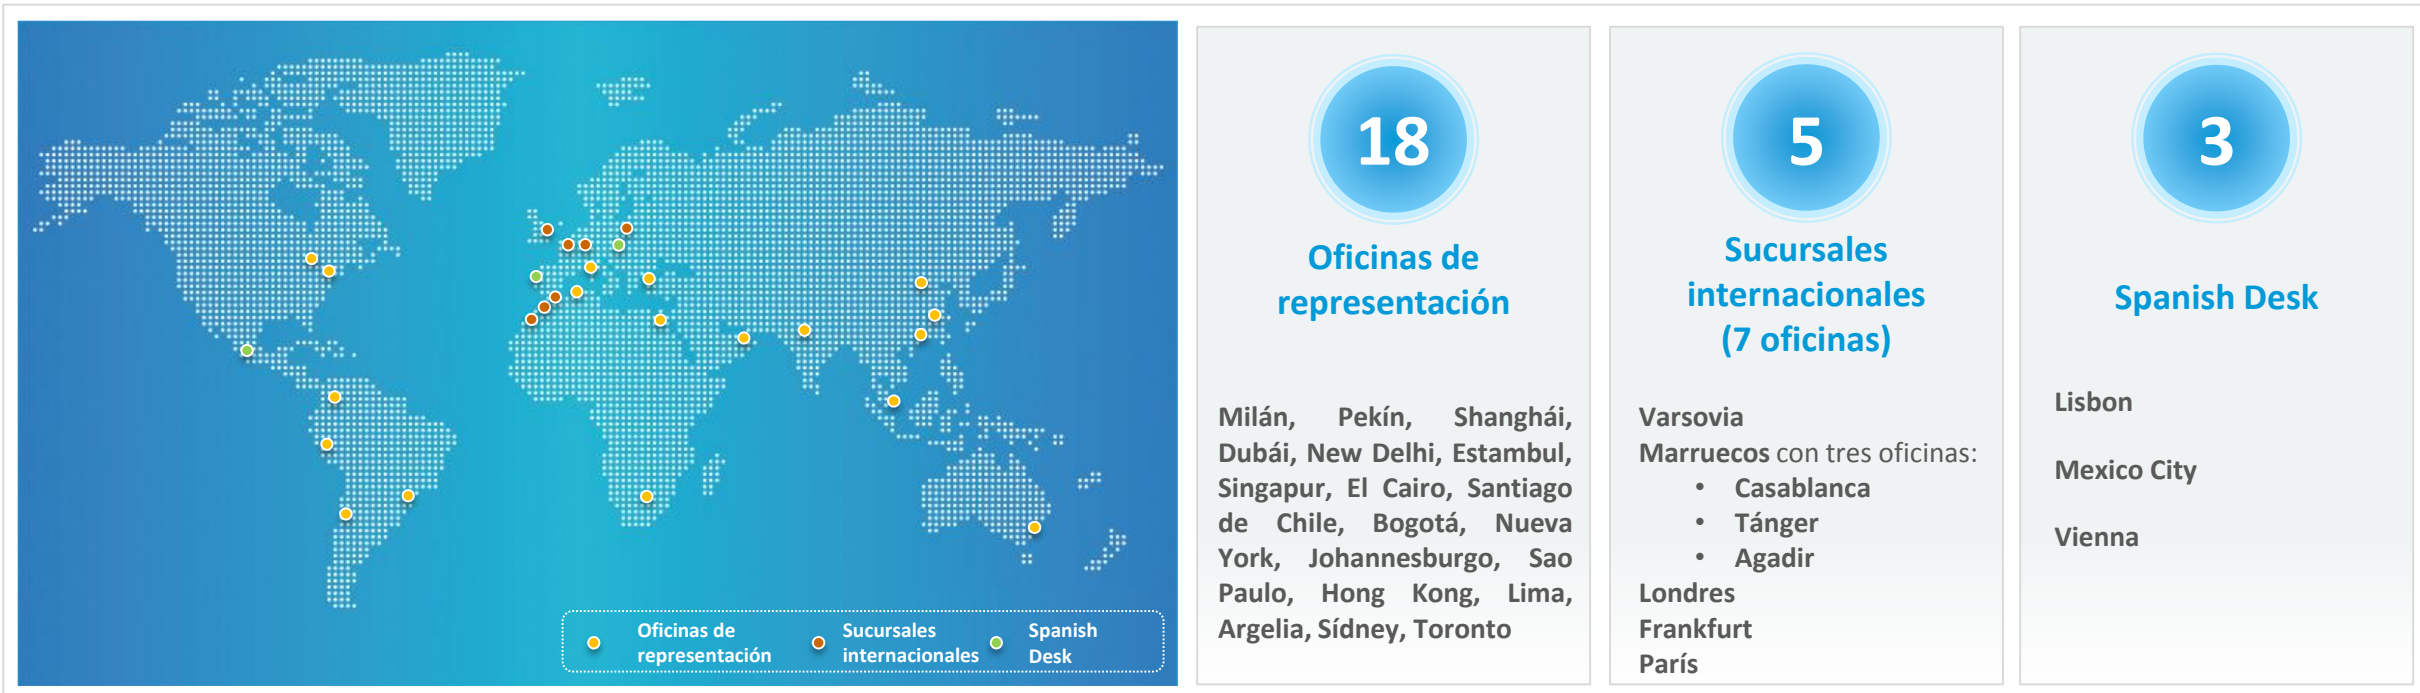 Oficinas de
representación
Sucursales
internacionales
Spanish
Desk
18
Oficinas de
representación
Milán, Pekín, Shanghái,
Dubái, New Delhi, Estambul,
Singapur, El Cairo, Santiago
de Chile, Bogotá, Nueva
York, Johannesburgo, Sao
Paulo, Hong Kong, Lima,
Argelia, Sídney, Toronto
5
Sucursales
internacionales
(7 oficinas)
Varsovia
Marruecos con tres oficinas:
• Casablanca
• Tánger
• Agadir
Londres
Frankfurt
París
3
Spanish Desk
Lisbon
Mexico City
Vienna